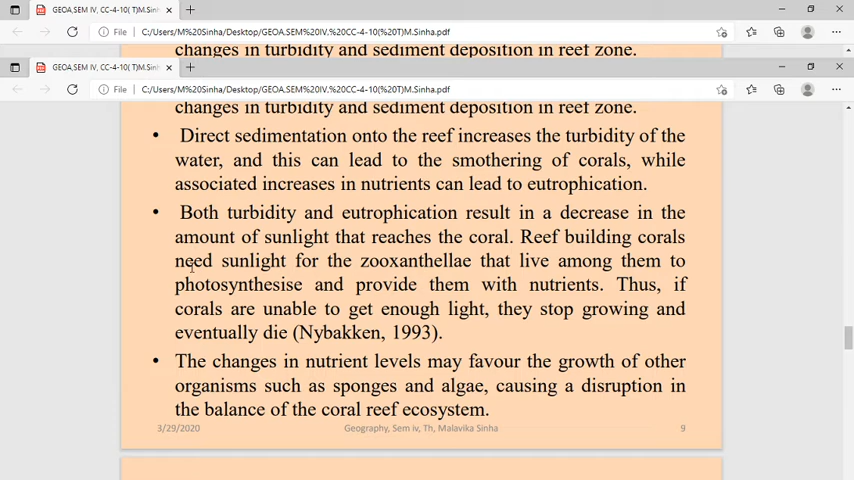 GEOA,SEM IV, CC-4-10( T)M.Sinha
File C:/Users/M%20Sinha/Desktop/GEOA.SEM%20IV.%20CC-4-10(%20T)M.Sinha.pdf
changes in turbidity and sediment deposition in reef zone.
GEOA,SEM IV, CC-4-10( T)M.Sinha
File C:/Users/M%20Sinha/Desktop/GEOA.SEM%20IV.%20CC-4-10(%20T)M.Sinha.pdf
changes in turbidity and sediment deposition in reef zone.
• Direct sedimentation onto the reef increases the turbidity of the
water, and this can lead to the smothering of corals, while
associated increases in nutrients can lead to eutrophication.
• Both turbidity and eutrophication result in a decrease in the
amount of sunlight that reaches the coral. Reef building corals
need sunlight for the zooxanthellae that live among them to
photosynthesise and provide them with nutrients. Thus, if
corals are unable to get enough light, they stop growing and
eventually die (Nybakken, 1993).
• The changes in nutrient levels may favour the growth of other
organisms such as sponges and algae, causing a disruption in
the balance of the coral reef ecosystem.
3/29/2020 Geography, Sem iv, Th, Malavika Sinha 9